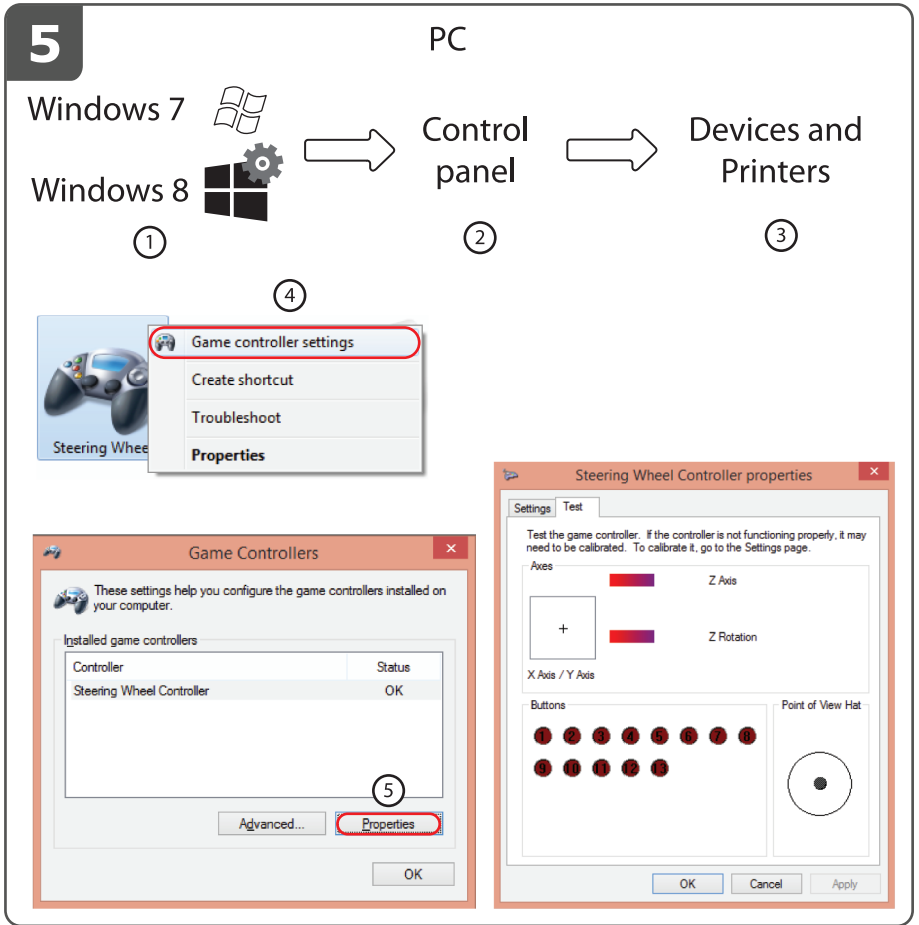 5
PC
Windows 7
Windows 8
Control
panel
Devices and
Printers
1
2
3
4
Game controller settings
Create shortcut
Troubleshoot
Properties
Steering Whee
Game Controllers
These settings help you configure the game controllers installed on
your computer.
Installed game controllers
Controller Status
Steering Wheel Controller OK
5
Advanced... Properties
OK
Steering Wheel Controller properties
Settings Test
Test the game controller. If the controller is not functioning properly, it may
need to be calibrated. To calibrate it, go to the Settings page.
Axes
Z Axis
Z Rotation
X Axis / Y Axis
Buttons
1 2 3 4 5 6 7 8
9 10 11 12 13
Point of View Hat
OK Cancel Apply